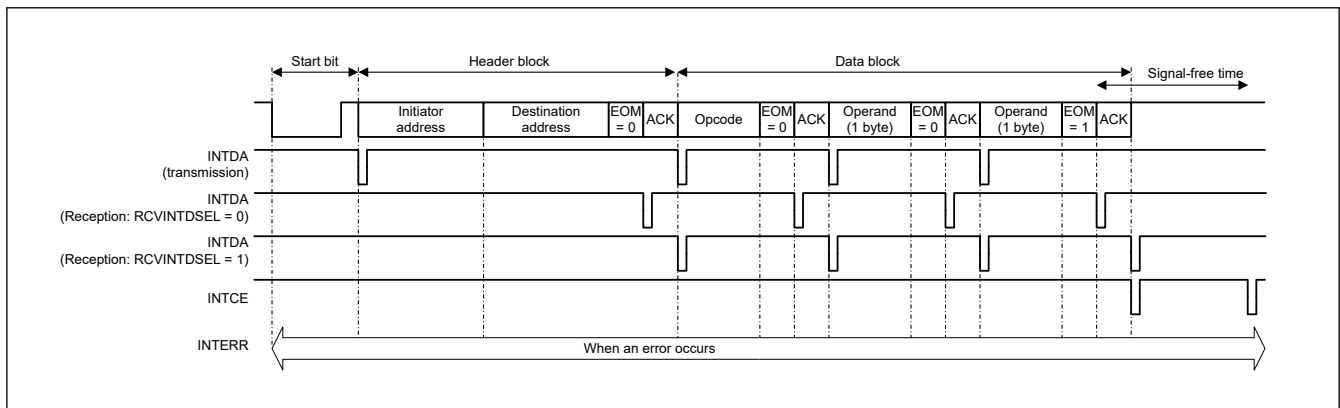 Start bit
Header block
Data block
Signal-free time
Initiator
address
Destination
address
EOM
= 0
ACK
Opcode
EOM
= 0
ACK
Operand
(1 byte)
EOM
= 0
ACK
Operand
(1 byte)
EOM
= 1
ACK
INTDA
(transmission)
INTDA
(Reception: RCVINTDSEL = 0)
INTDA
(Reception: RCVINTDSEL = 1)
INTCE
INTERR
When an error occurs